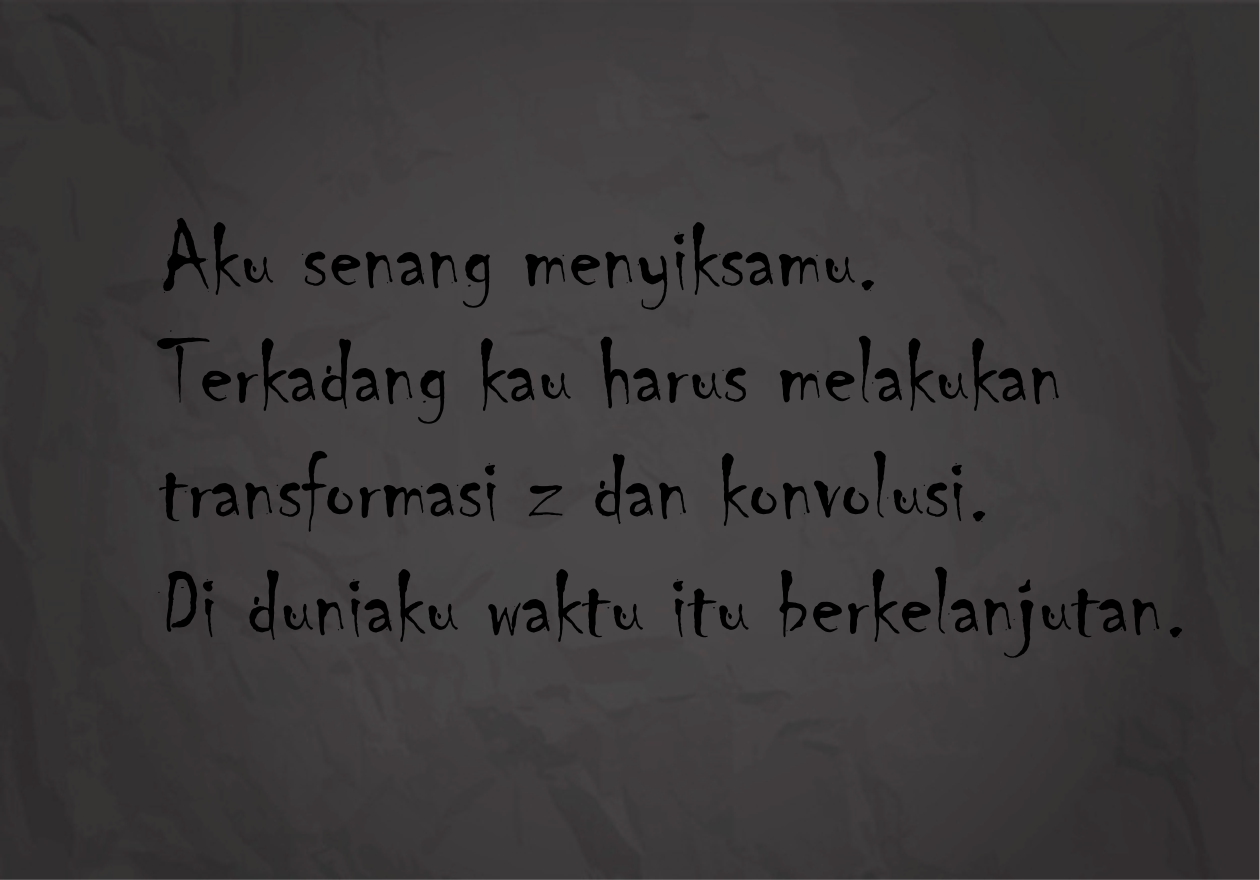 Aku senang menyiksamu.
Terkadang kau harus melakukan
transformasi z dan konvolusi.
Di duniaku waktu itu berkelanjutan.